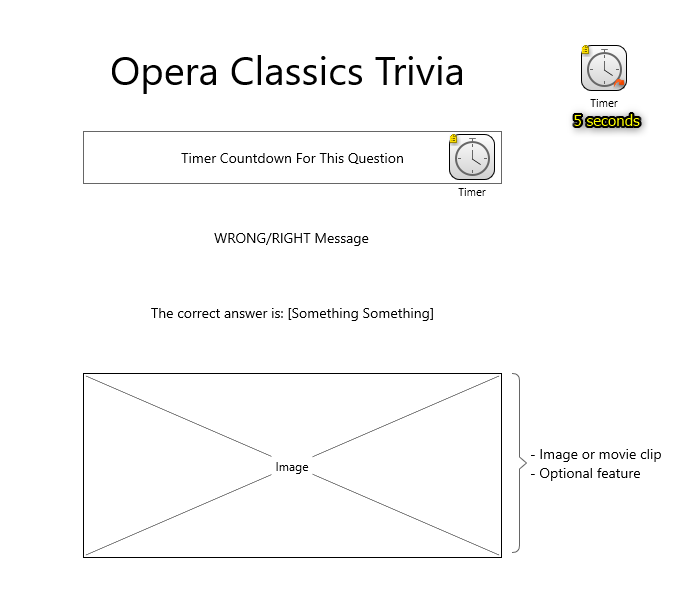 Opera Classics Trivia
Timer
5 seconds
Timer Countdown For This Question
Timer
WRONG/RIGHT Message
The correct answer is: [Something Something]
Image
- Image or movie clip
- Optional feature